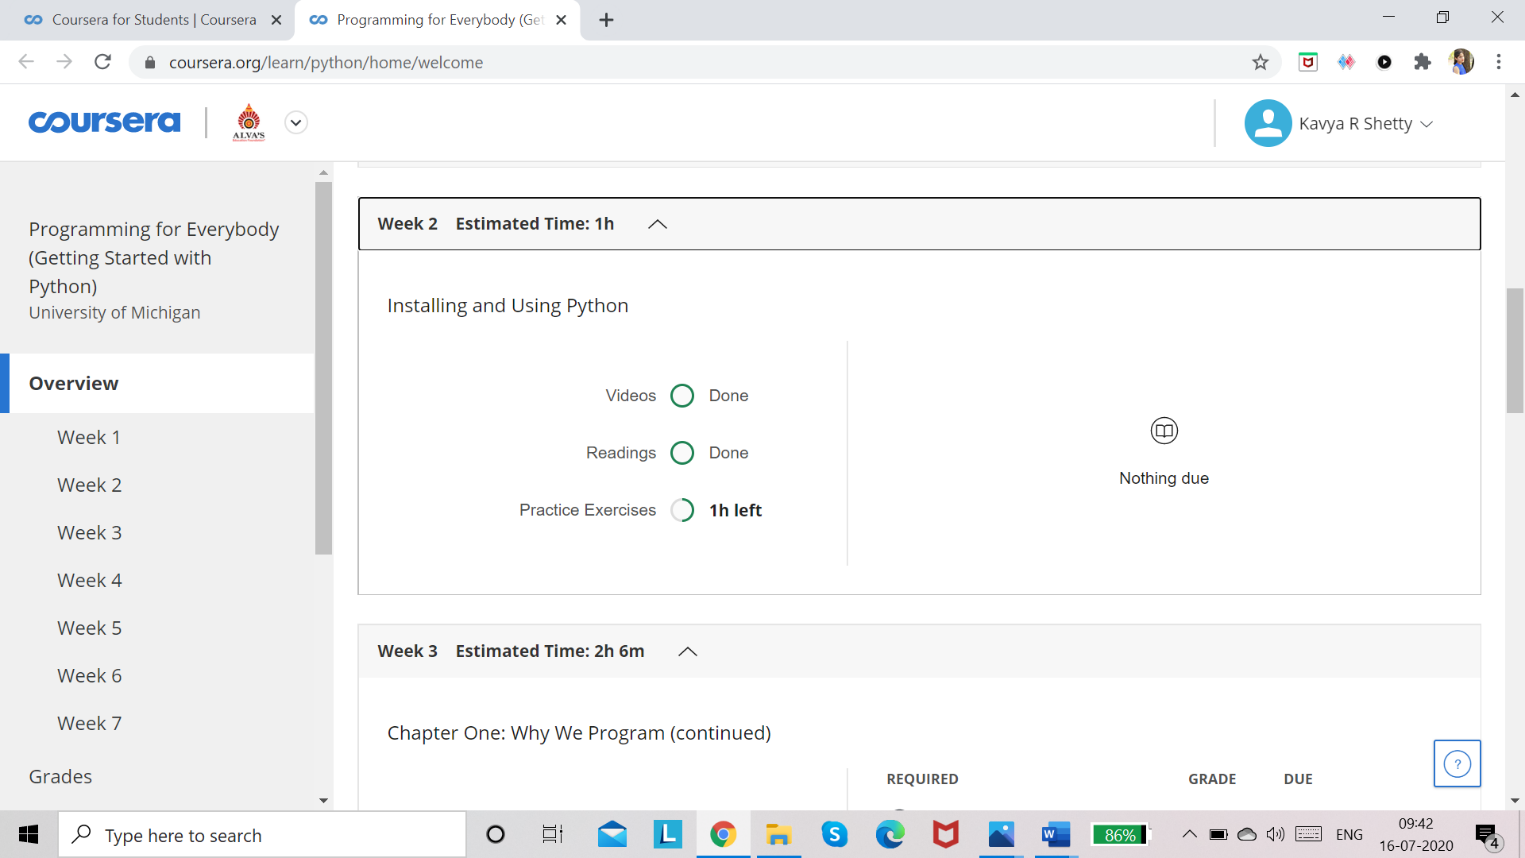 Coursera for Students | Coursera
Programming for Everybody (Get
coursera.org/learn/python/home/welcome
coursera
ALVA'S
Kavya R Shetty
Programming for Everybody
(Getting Started with
Python)
University of Michigan
Overview
Week 1
Week 2
Week 3
Week 4
Week 5
Week 6
Week 7
Grades
Week 2 Estimated Time: 1h
Installing and Using Python
Videos Done
Readings Done
Practice Exercises 1h left
Nothing due
Week 3 Estimated Time: 2h 6m
Chapter One: Why We Program (continued)
REQUIRED GRADE DUE
?
Type here to search
L
S
W
86%
ENG
09:42
16-07-2020
4